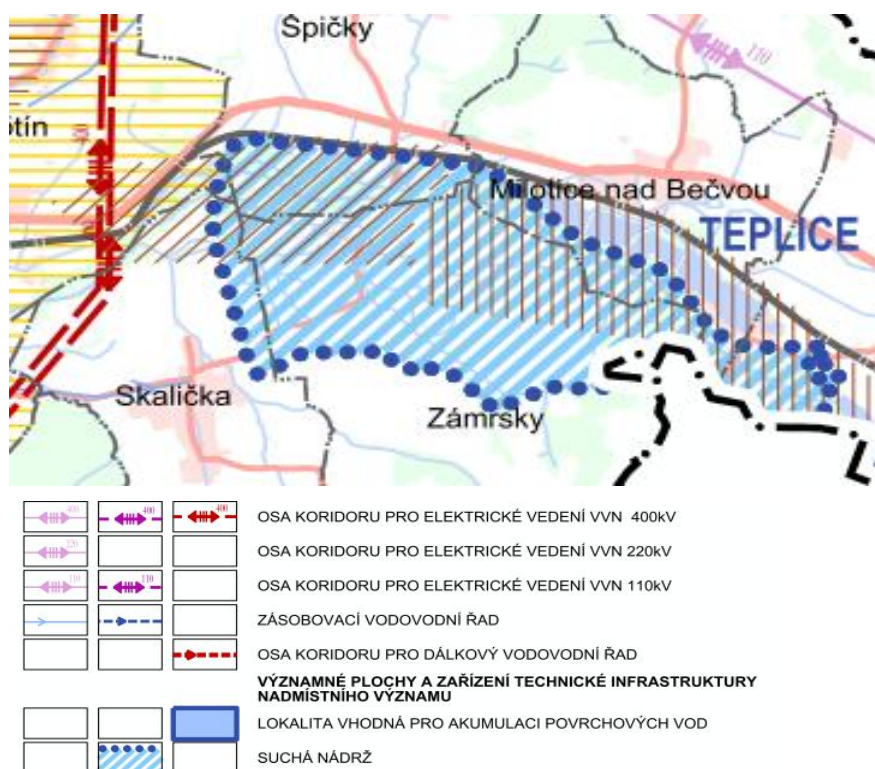 Špičky
110
tín
400
Milotice nad Bečvou
TEPLICE
Skalička
Zámrsky
400 400 400 OSA KORIDORU PRO ELEKTRICKÉ VEDENÍ VVN 400kV
220 OSA KORIDORU PRO ELEKTRICKÉ VEDENÍ VVN 220kV
110 110 OSA KORIDORU PRO ELEKTRICKÉ VEDENÍ VVN 110kV
ZÁSOBOVACÍ VODOVODNÍ ŘAD
OSA KORIDORU PRO DÁLKOVÝ VODOVODNÍ ŘAD
VÝZNAMNÉ PLOCHY A ZAŘÍZENÍ TECHNICKÉ INFRASTRUKTURY
NADMÍSTNÍHO VÝZNAMU
LOKALITA VHODNÁ PRO AKUMULACI POVRCHOVÝCH VOD
SUCHÁ NÁDRŽ